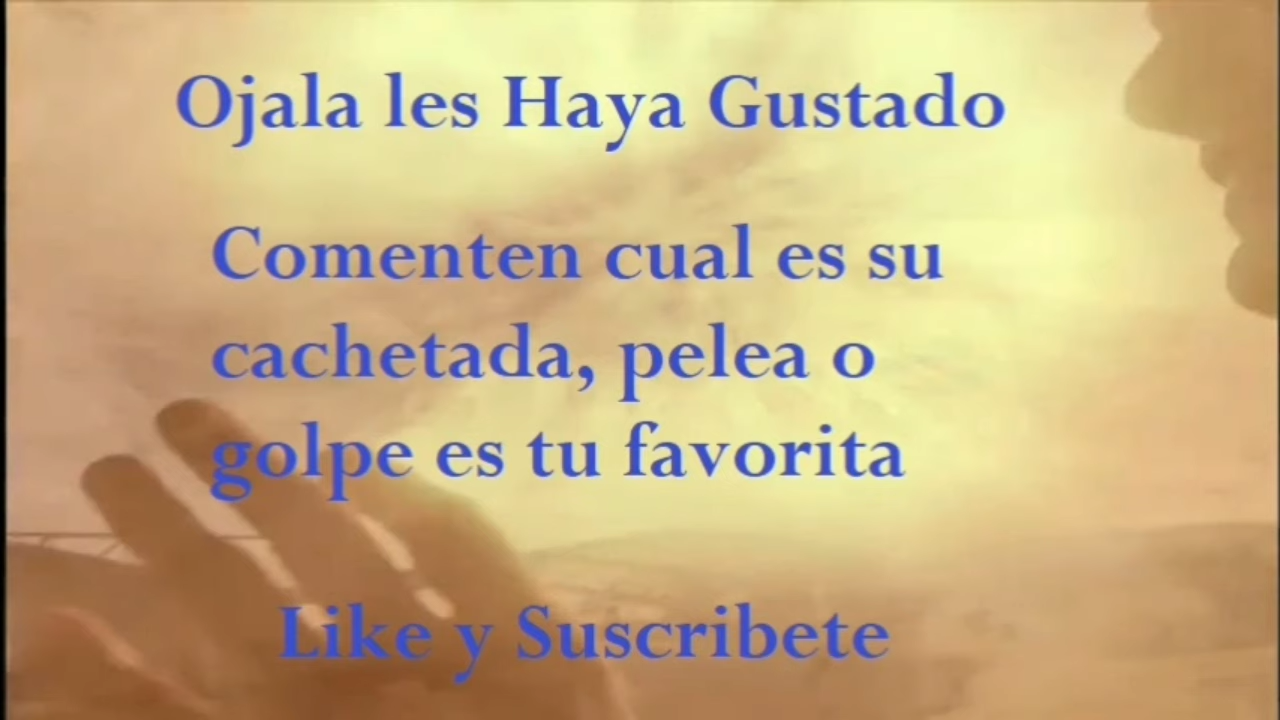 Ojala les Haya Gustado
Comenten cual es su
cachetada, pelea o
golpe es tu favorita
Like y Suscribete